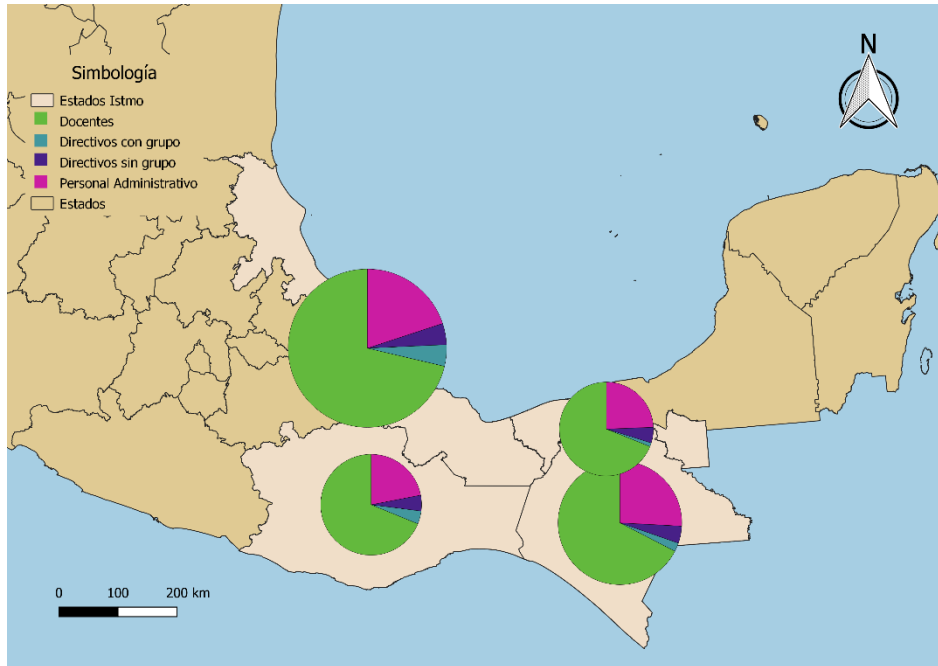 Simbología
Estados Istmo
Docentes
Directivos con grupo
Directivos sin grupo
Personal Administrativo
Estados
N
0 100 200 km